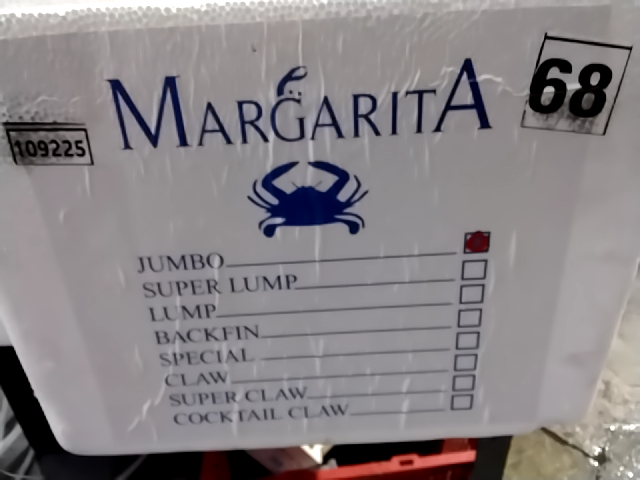 MARGARITA
68
109225
JUMBO
SUPER LUMP
LUMP
BACKFIN
SPECIAL
CLAW
SUPER CLAW
COCKTAIL CLAW